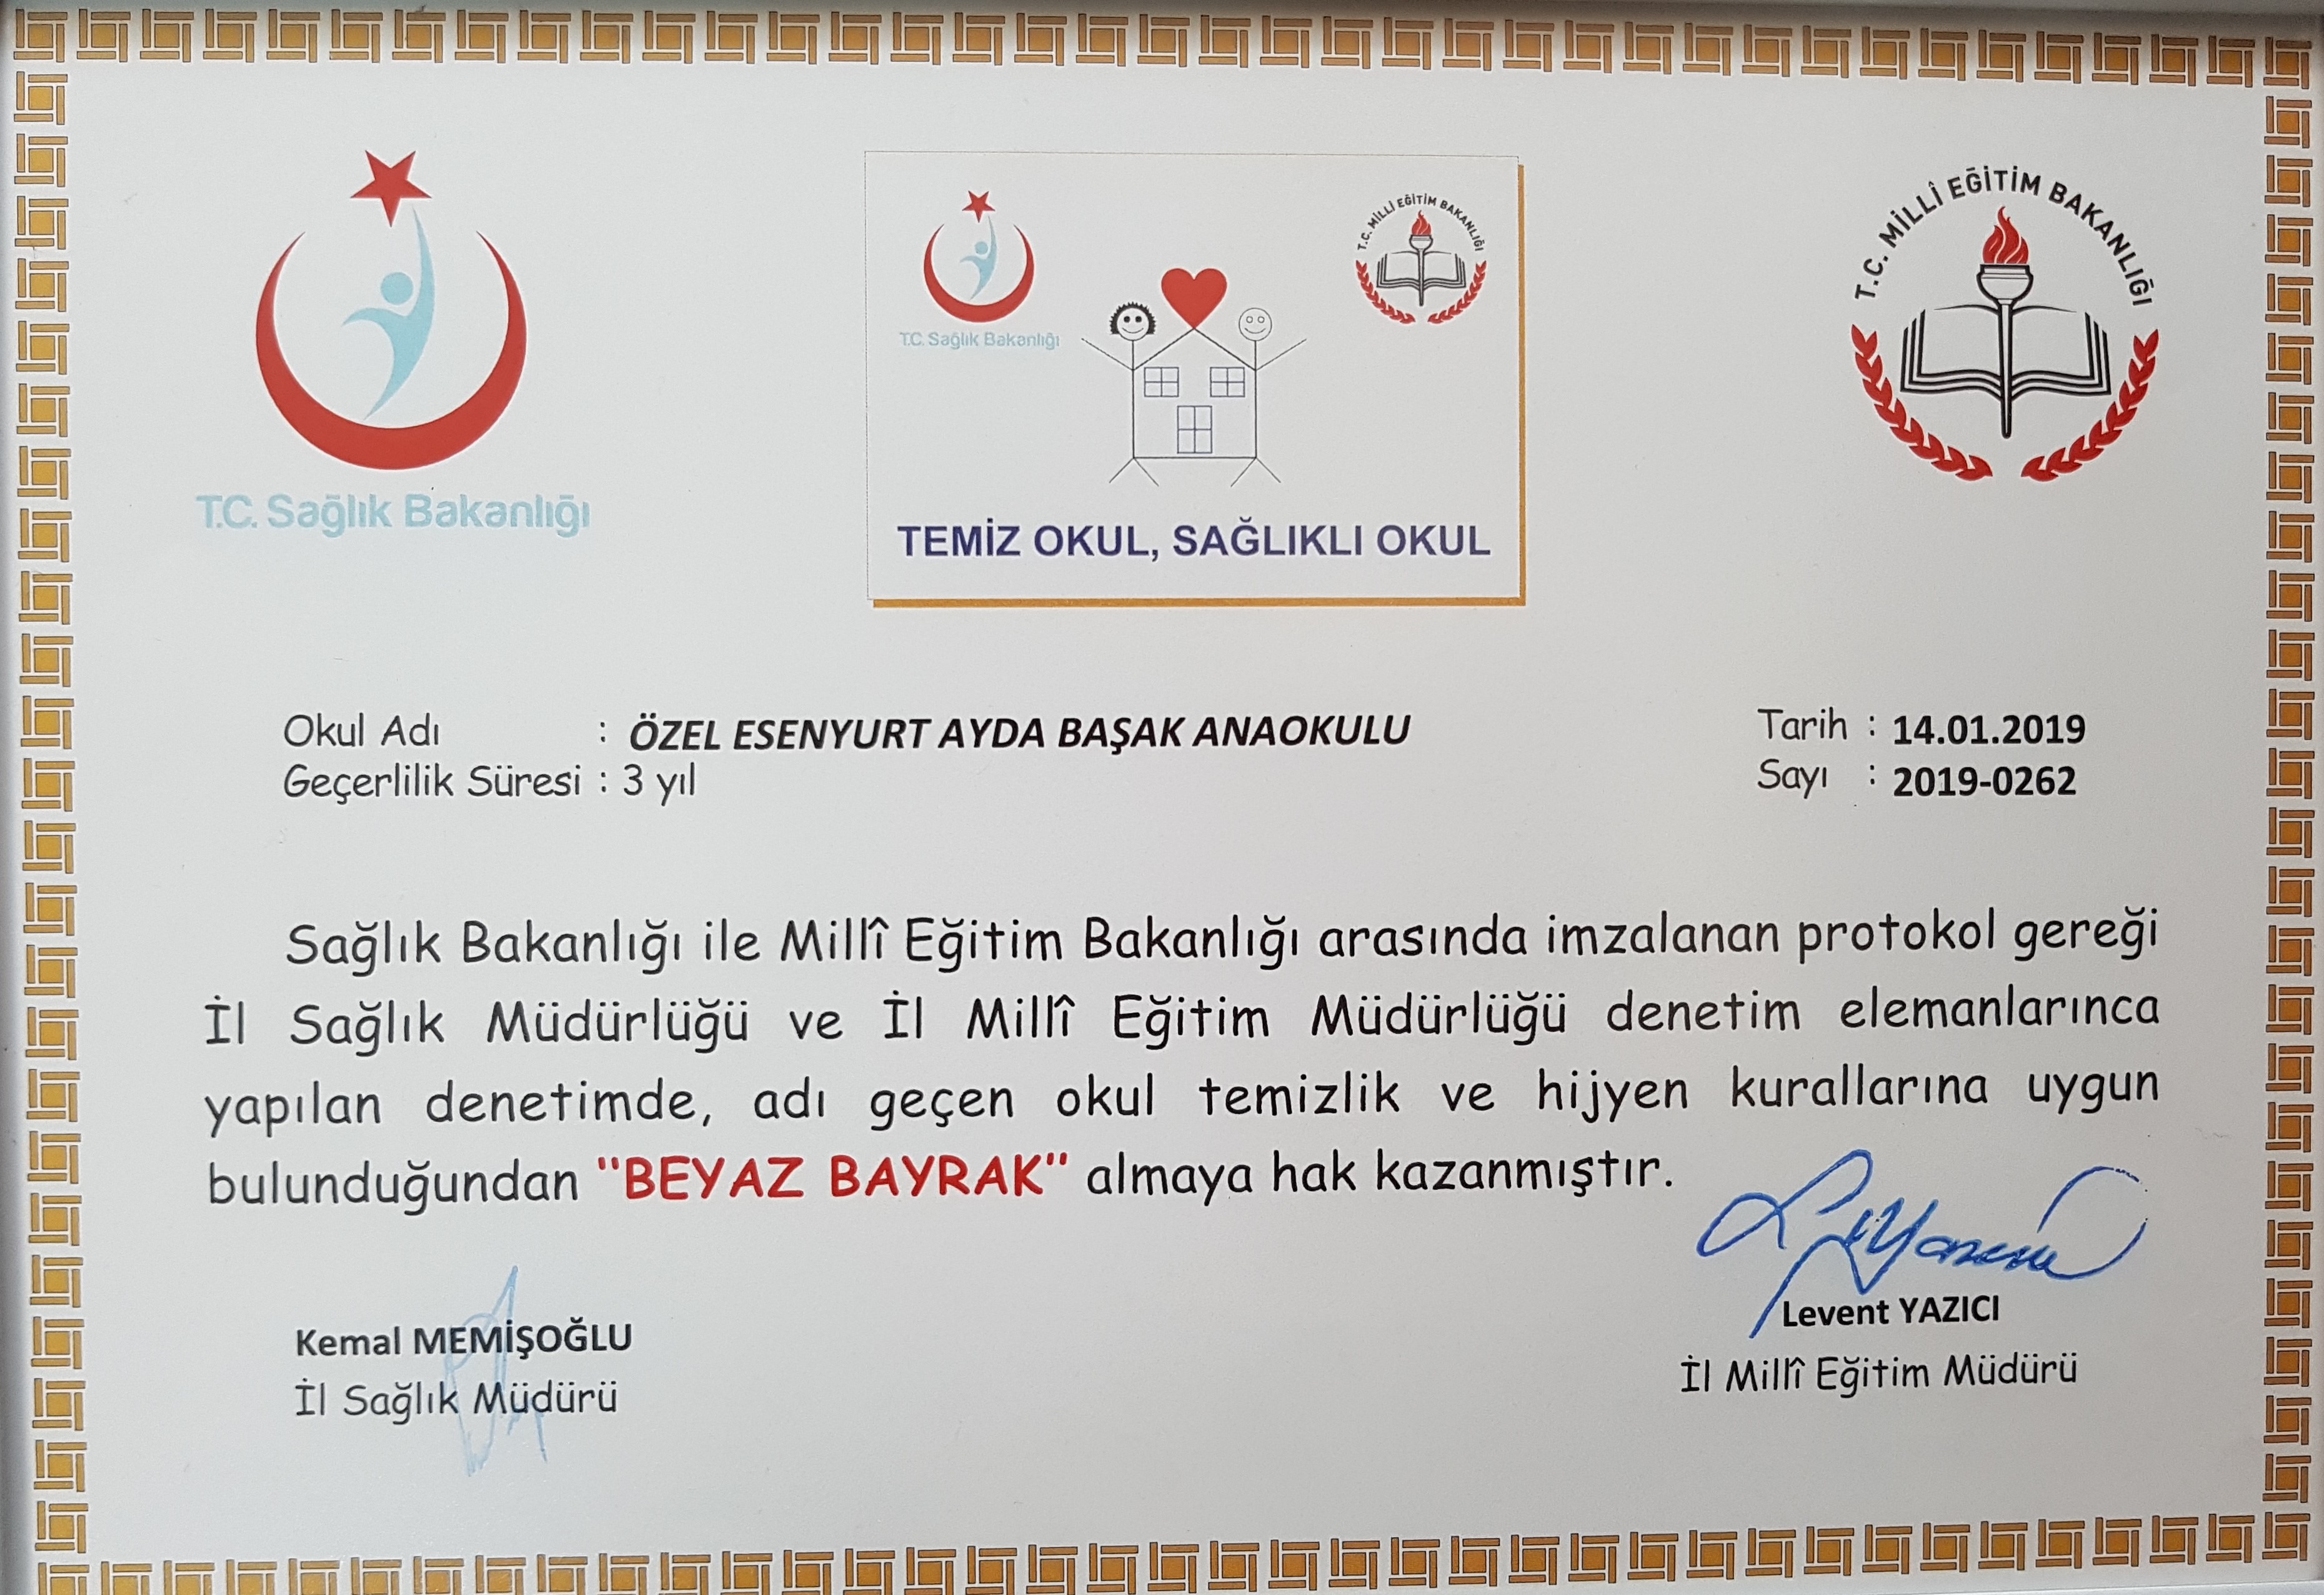 T.C. Sağlık Bakanlığı
T.C. Sağlık Bakanlığı
T.C. MİLLÎ EĞİTİM BAKANLIĞI
TEMİZ OKUL, SAĞLIKLI OKUL
T.C. MİLLÎ EĞİTİM BAKANLIĞI
Okul Adı : ÖZEL ESENYURT AYDA BAŞAK ANAOKULU
Geçerlilik Süresi : 3 yıl
Tarih : 14.01.2019
Sayı : 2019-0262
Sağlık Bakanlığı ile Millî Eğitim Bakanlığı arasında imzalanan protokol gereği
İl Sağlık Müdürlüğü ve İl Millî Eğitim Müdürlüğü denetim elemanlarınca
yapılan denetimde, adı geçen okul temizlik ve hijyen kurallarına uygun
bulunduğundan "BEYAZ BAYRAK" almaya hak kazanmıştır.
Kemal MEMİŞOĞLU
İl Sağlık Müdürü
Levent YAZICI
İl Millî Eğitim Müdürü